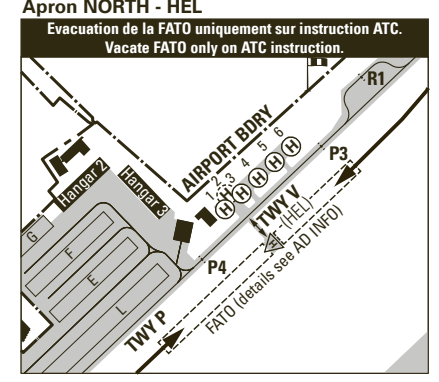 Apron NORTH - HEL
Evacuation de la FATO uniquement sur instruction ATC.
Vacate FATO only on ATC instruction.
R1
AIRPORT BDRY
1
2
3
4
5
6
H
H
H
H
H
H
P3
Hangar 2
Hangar 3
TWY V
(HEL)
H
G
F
E
L
P4
FATO (details see AD INFO)
TWY P